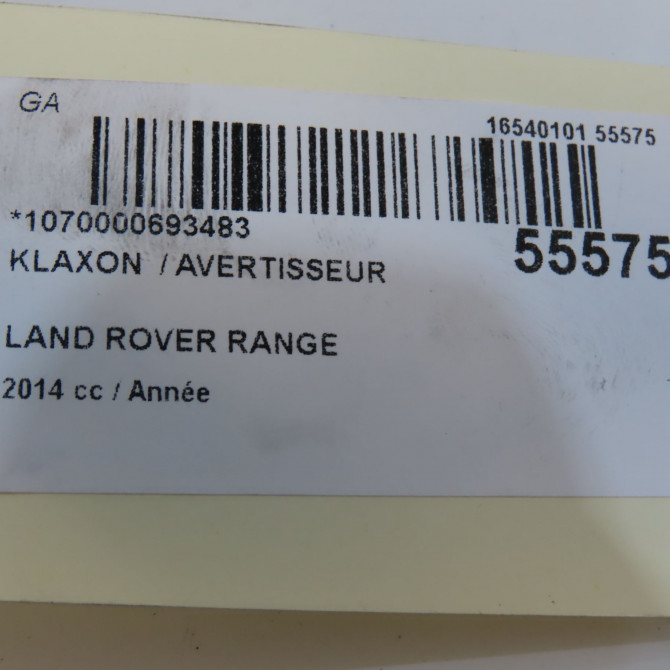 GA
16540101 55575
*1070000693483
55575
KLAXON / AVERTISSEUR
LAND ROVER RANGE
2014 cc / Année